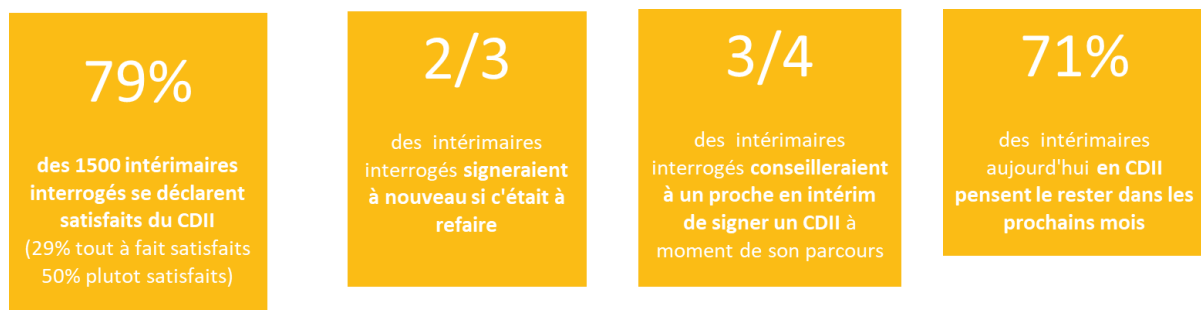 79%
des 1500 intérimaires
interrogés se déclarent
satisfaits du CDII
(29% tout à fait satisfaits
50% plutot satisfaits)
2/3
des intérimaires
interrogés signeraient
à nouveau si c'était à
refaire
3/4
des intérimaires
interrogés conseilleraient
à un proche en intérim
de signer un CDII à
moment de son parcours
71%
des intérimaires
aujourd'hui en CDII
pensent le rester dans les
prochains mois